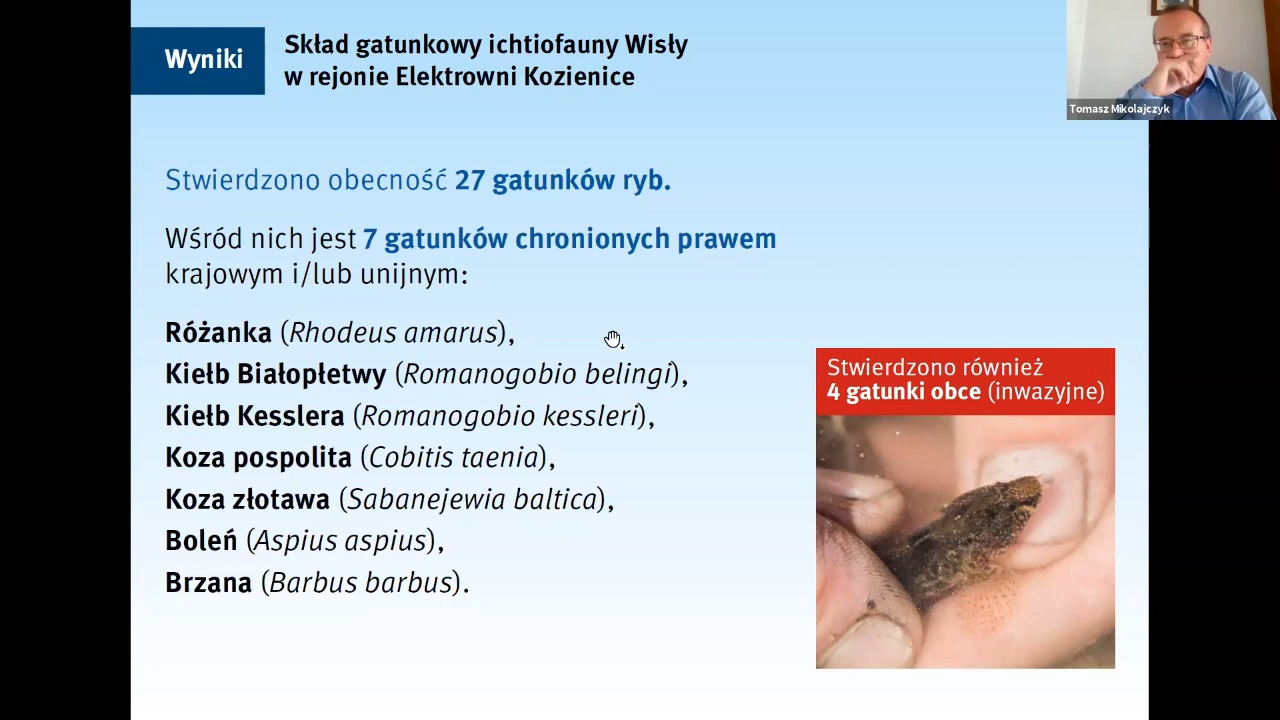 Wyniki
Skład gatunkowy ichtiofauny Wisły
w rejonie Elektrowni Kozienice
Tomasz Mikolajczyk
Stwierdzono obecność 27 gatunków ryb.
Wśród nich jest 7 gatunków chronionych prawem
krajowym i/lub unijnym:
Różanka (Rhodeus amarus),
Kiełb Białopłetwy (Romanogobio belingi),
Kiełb Kesslera (Romanogobio kessleri),
Koza pospolita (Cobitis taenia),
Koza złotawa (Sabanejewia baltica),
Boleń (Aspius aspius),
Brzana (Barbus barbus).
Stwierdzono również
4 gatunki obce (inwazyjne)